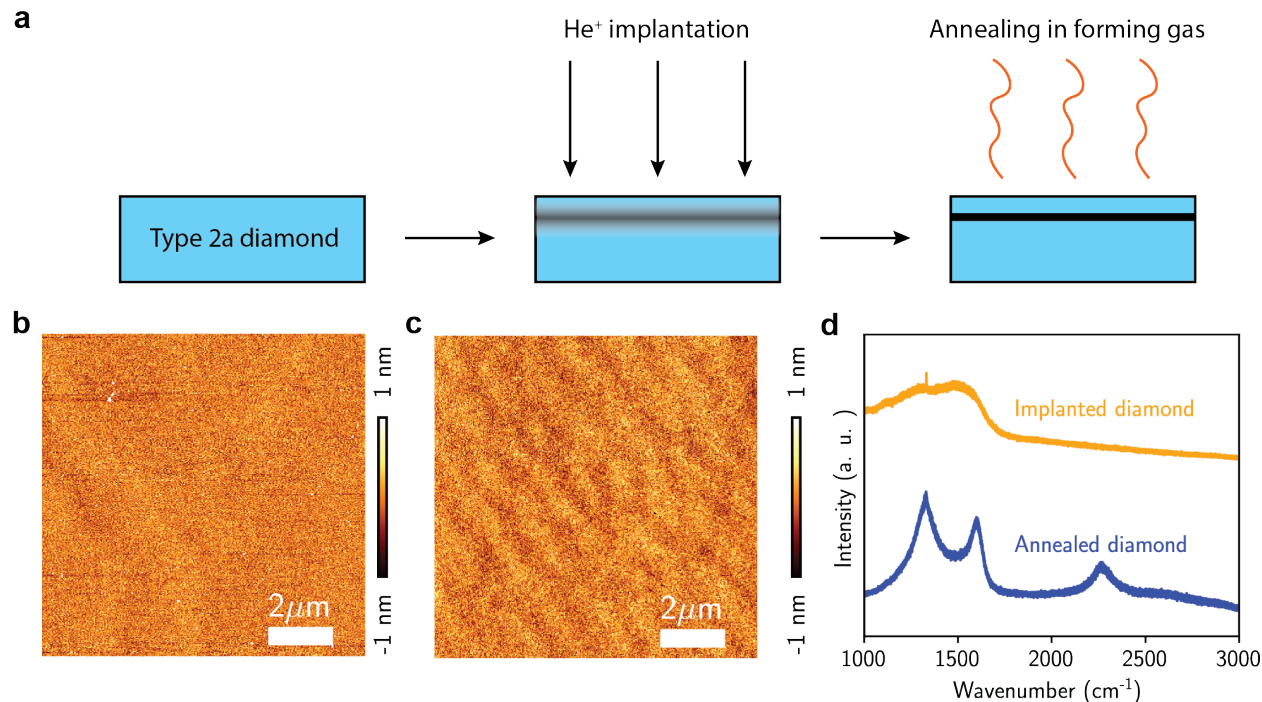 a
He⁺ implantation
Annealing in forming gas
Type 2a diamond
b
1 nm
-1 nm
2μm
c
1 nm
-1 nm
2μm
d
Implanted diamond
Annealed diamond
Intensity (a. u. )
1000 1500 2000 2500 3000
Wavenumber (cm⁻¹)